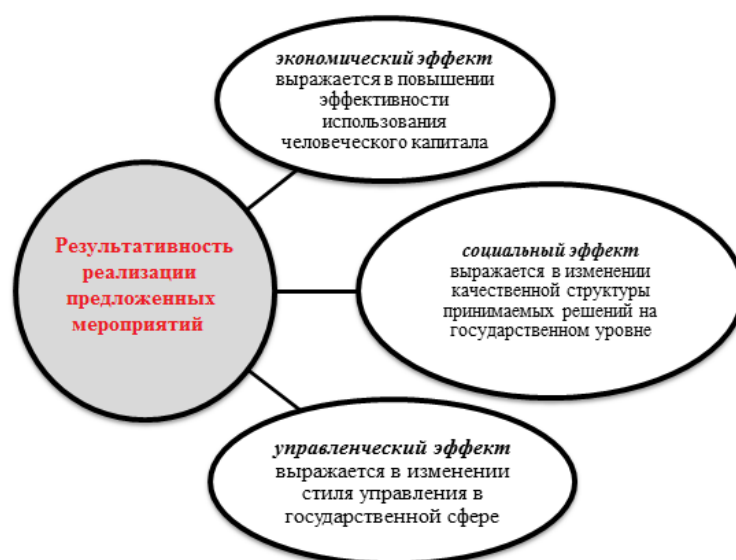 экономический эффект
выражается в повышении
эффективности
использования
человеческого капитала
Результативность
реализации
предложенных
мероприятий
социальный эффект
выражается в изменении
качественной структуры
принимаемых решений на
государственном уровне
управленческий эффект
выражается в изменении
стиля управления в
государственной сфере